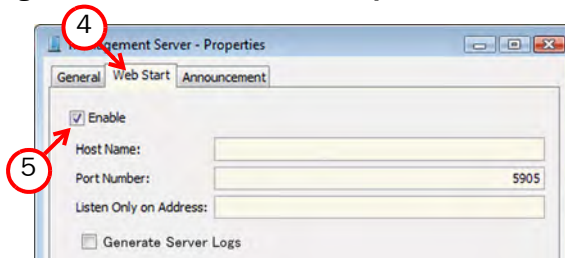 4
Management Server - Properties
General Web Start Announcement
Enable
5
Host Name:
Port Number: 5905
Listen Only on Address:
Generate Server Logs